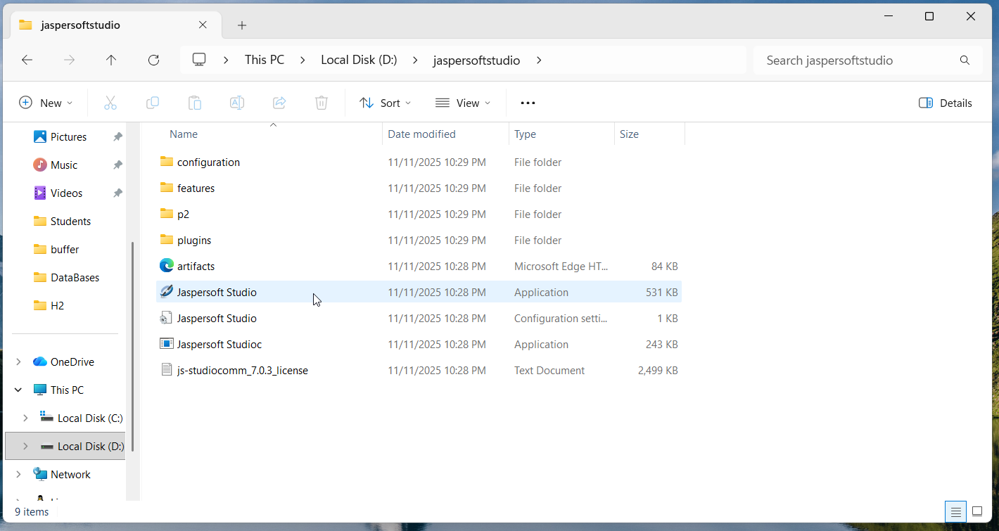 jaspersoftstudio
This PC
Local Disk (D:)
jaspersoftstudio
Search jaspersoftstudio
New
Sort
View
Details
Pictures
Music
Videos
Students
buffer
DataBases
H2
OneDrive
This PC
Local Disk (C:)
Local Disk (D:)
Network
Name Date modified Type Size
configuration 11/11/2025 10:29 PM File folder
features 11/11/2025 10:29 PM File folder
p2 11/11/2025 10:29 PM File folder
plugins 11/11/2025 10:29 PM File folder
artifacts 11/11/2025 10:28 PM Microsoft Edge HT... 84 KB
Jaspersoft Studio 11/11/2025 10:28 PM Application 531 KB
Jaspersoft Studio 11/11/2025 10:28 PM Configuration setti... 1 KB
Jaspersoft Studioc 11/11/2025 10:28 PM Application 243 KB
js-studiocomm_7.0.3_license 11/11/2025 10:28 PM Text Document 2,499 KB
9 items